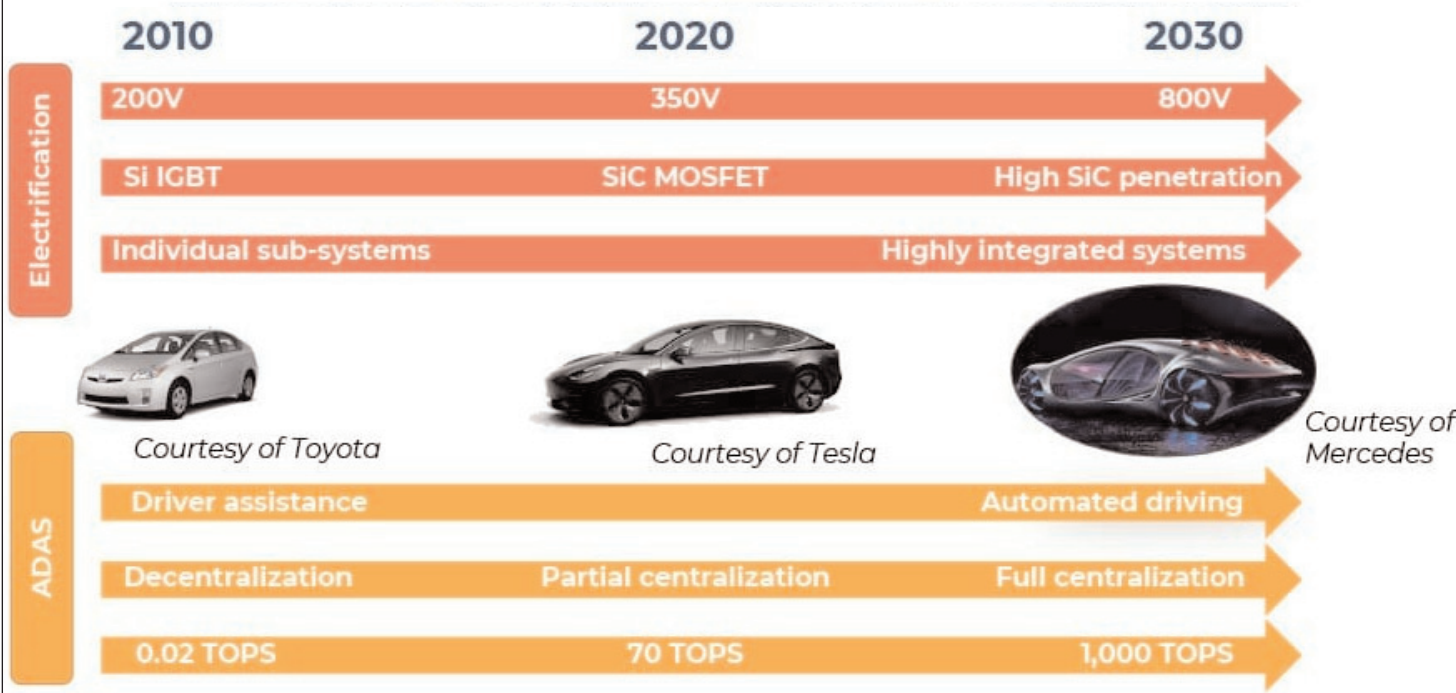 2010
2020
2030
Electrification
200V
350V
800V
Si IGBT
SiC MOSFET
High SiC penetration
Individual sub-systems
Highly integrated systems
Courtesy of Toyota
Courtesy of Tesla
Courtesy of
Mercedes
ADAS
Driver assistance
Automated driving
Decentralization
Partial centralization
Full centralization
0.02 TOPS
70 TOPS
1,000 TOPS